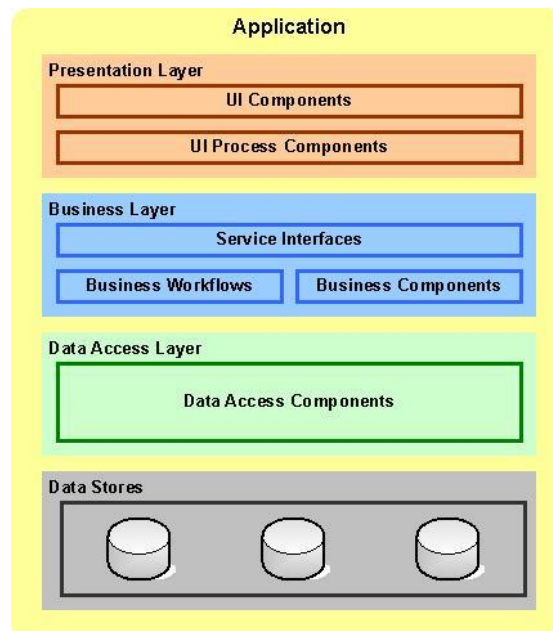 Application
Presentation Layer
UI Components
UI Process Components
Business Layer
Service Interfaces
Business Workflows
Business Components
Data Access Layer
Data Access Components
Data Stores